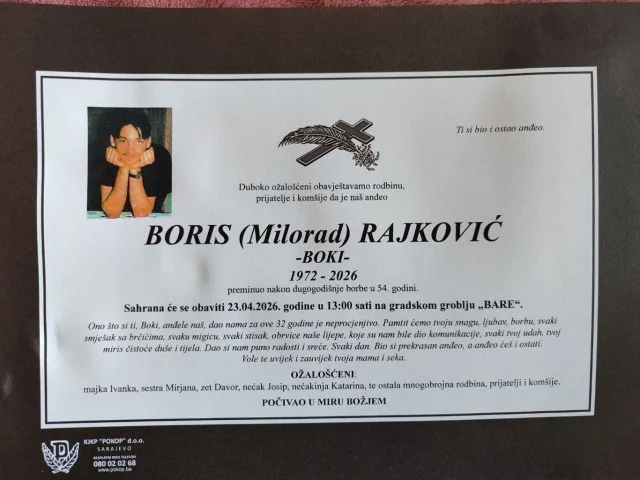 Ti si bio i ostao anđeo.
Duboko ožalošćeni obavještavamo rodbinu,
prijatelje i komšije da je naš anđeo
BORIS (Milorad) RAJKOVIĆ
-BOKI-
1972 - 2026
preminuo nakon dugogodišnje borbe u 54. godini.
Sahrana će se obaviti 23.04.2026. godine u 13:00 sati na gradskom groblju „BARE“.
Ono što si ti, Boki, anđele naš, dao nama za ove 32 godine je neprocjenjivo. Pamtit ćemo tvoju snagu, ljubav, borbu, svaki
smješak sa brčićima, svaku migicu, svaki stisak, obrvice naše lijepe, koje su nam bile dio komunikacije, svaki tvoj udah, tvoj
miris čistoće duše i tijela. Dao si nam puno radosti i sreće. Svaki dan. Bio si prekrasan anđeo, a anđeo ćeš i ostati.
Vole te uvijek i zauvijek tvoja mama i seka.
OŽALOŠĆENI:
majka Ivanka, sestra Mirjana, zet Davor, nećak Josip, nećakinja Katarina, te ostala mnogobrojna rodbina, prijatelji i komšije.
POČIVAO U MIRU BOŽJEM
KJKP "POKOP" d.o.o.
SARAJEVO
BESPLATNI INFO TELEFON
080 02 02 68
www.pokop.ba